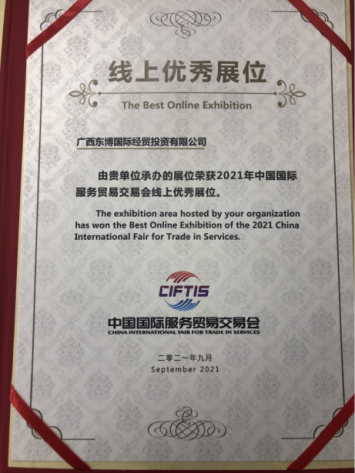 线上优秀展位
The Best Online Exhibition
广西东博国际经贸投资有限公司
由贵单位承办的展位荣获2021年中国国际
服务贸易交易会线上优秀展位。
The exhibition area hosted by your organization
has won the Best Online Exhibition of the 2021 China
International Fair for Trade in Services.
CIFTIS
中国国际服务贸易交易会
CHINA INTERNATIONAL FAIR FOR TRADE IN SERVICES
二零二一年九月
September 2021